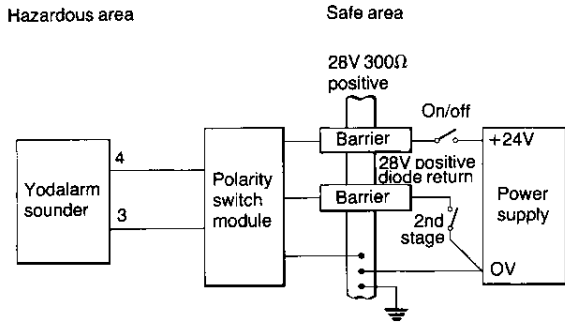 Hazardous area
Safe area
28V 300Ω
positive
On/off
Barrier
+24V
28V positive
diode return
4
Yodalarm
sounder
3
Polarity
switch
module
Barrier
2nd
stage
Power
supply
OV